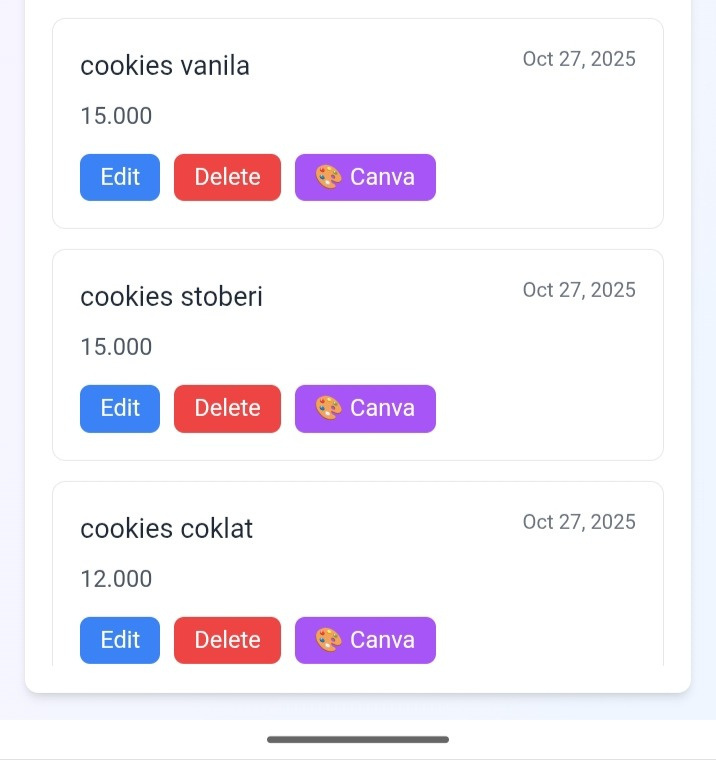 cookies vanila
Oct 27, 2025
15.000
Edit Delete 🎨 Canva
cookies stoberi
Oct 27, 2025
15.000
Edit Delete 🎨 Canva
cookies coklat
Oct 27, 2025
12.000
Edit Delete 🎨 Canva